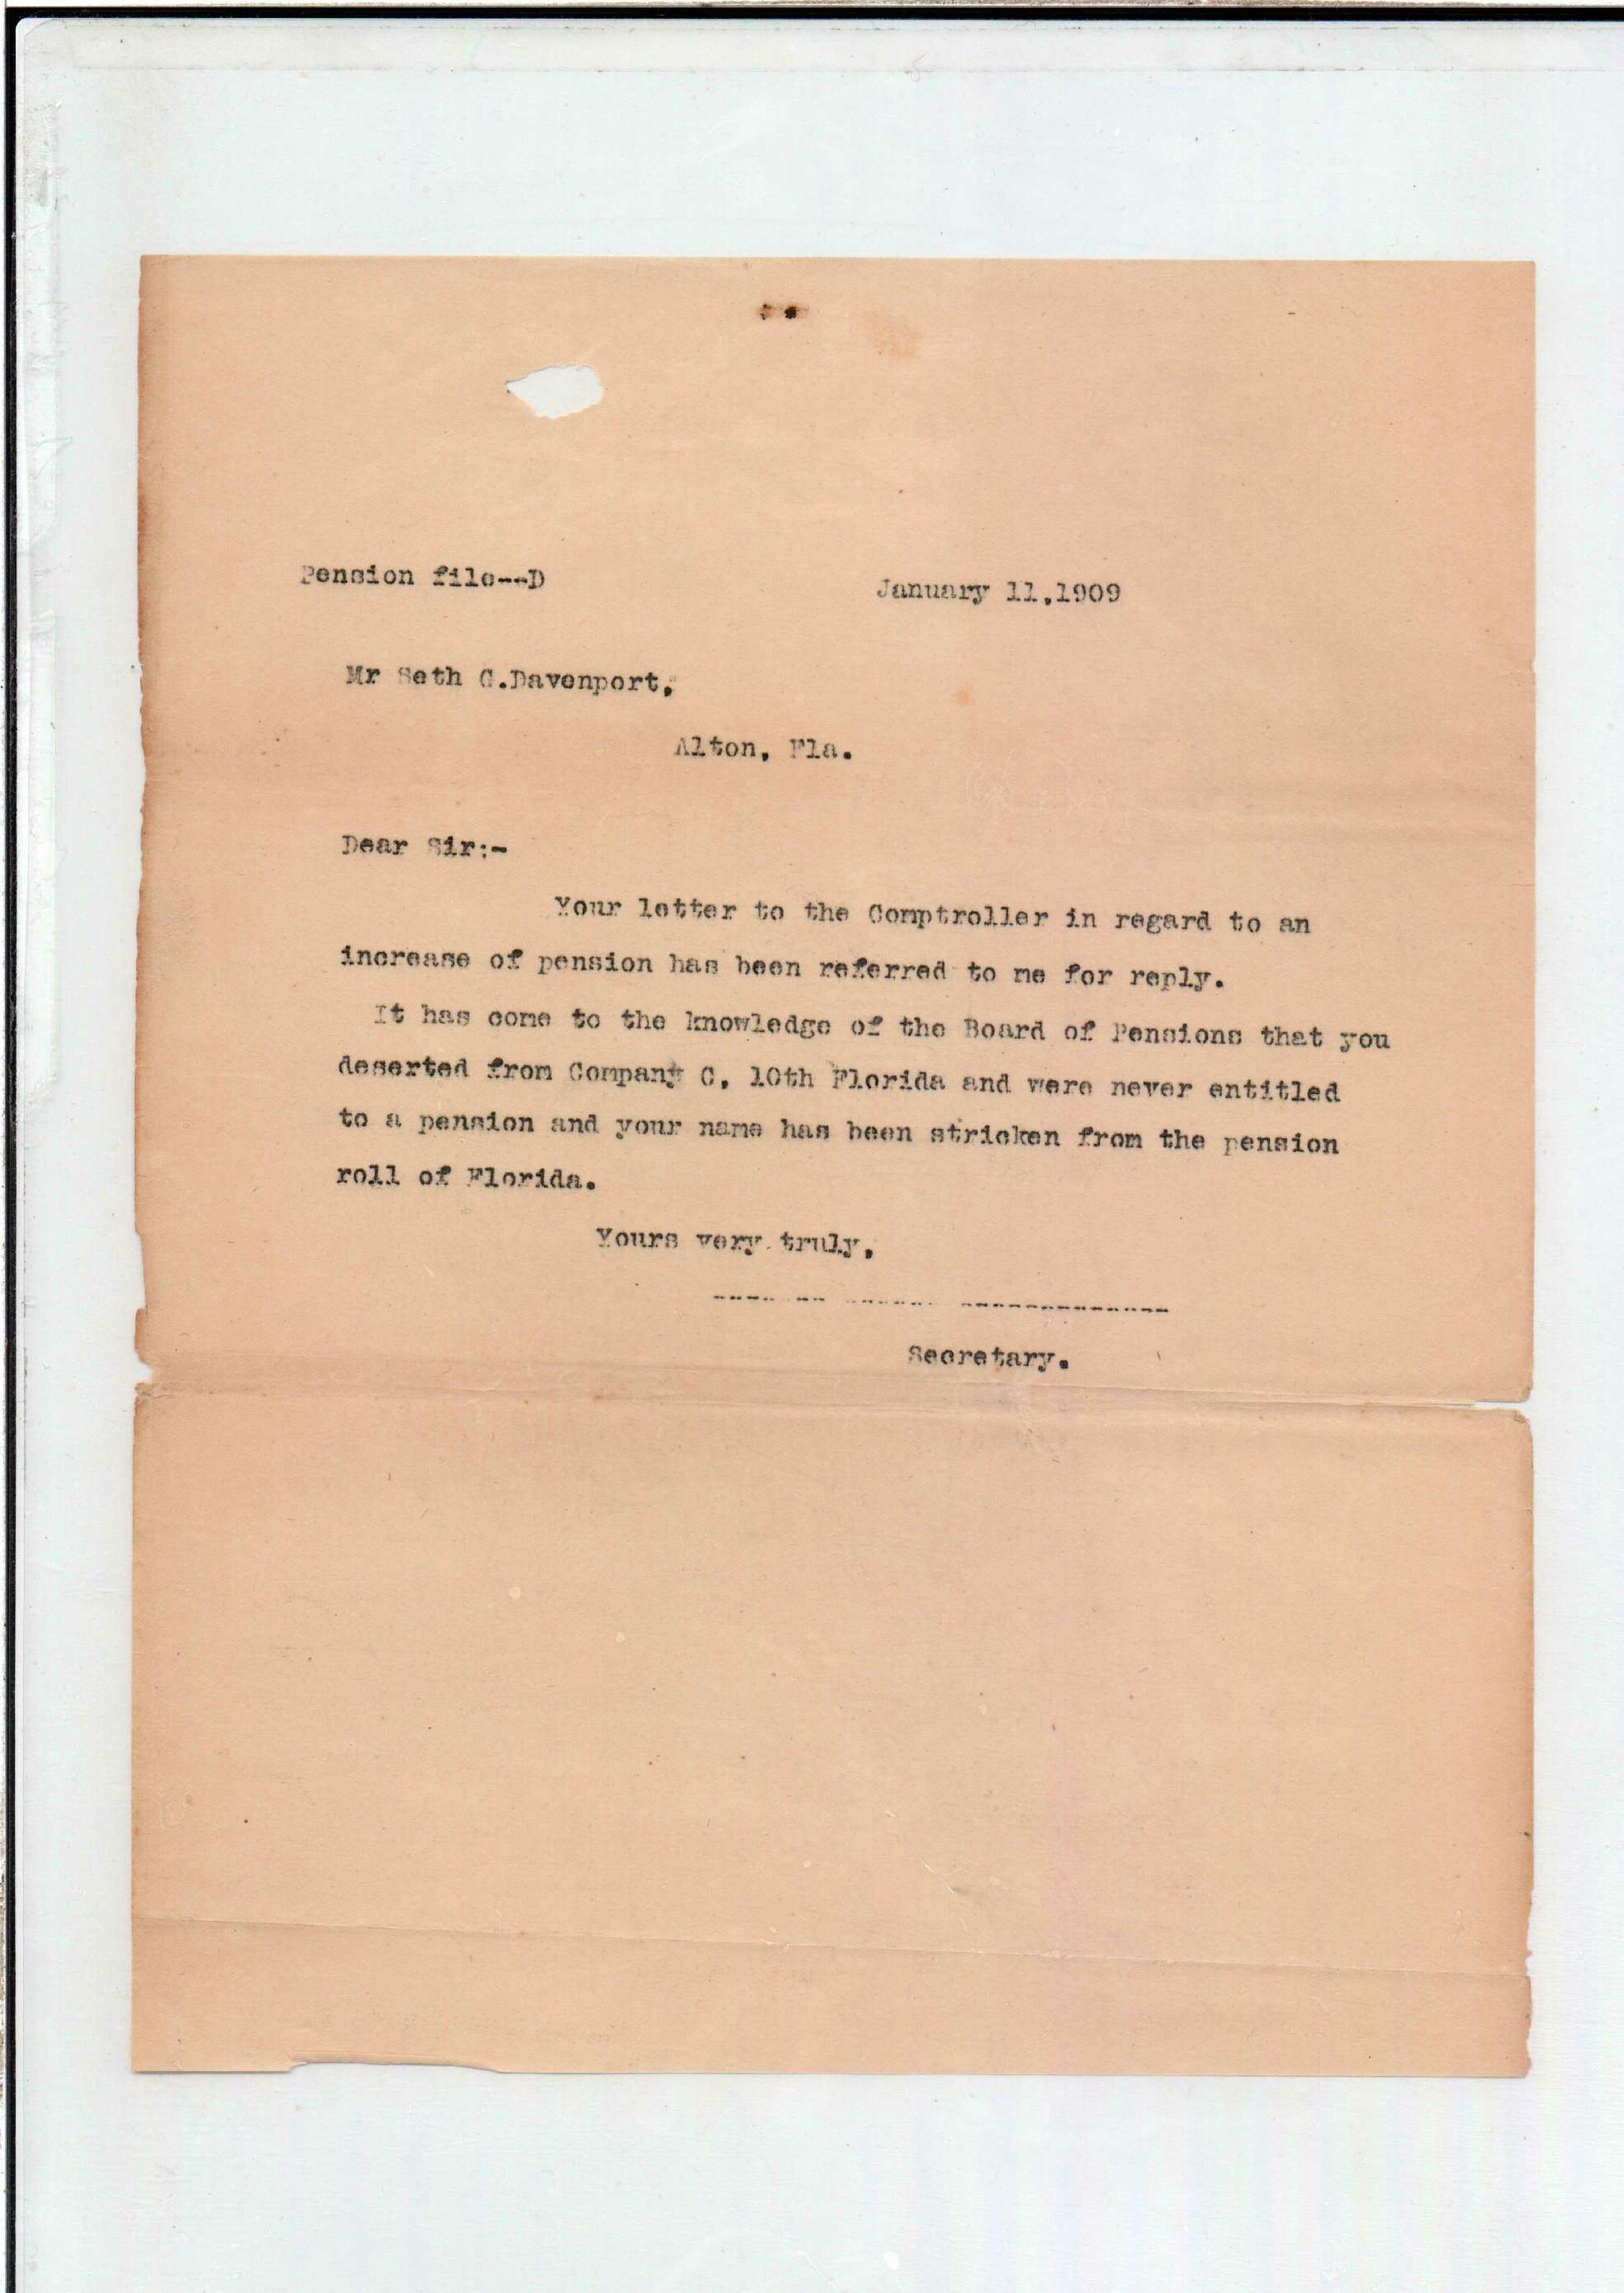 Pension file--D
January 11,1909
Mr Seth C.Davenport,
Alton, Fla.
Dear Sir:-
Your letter to the Comptroller in regard to an
increase of pension has been referred to me for reply.
It has come to the knowledge of the Board of Pensions that you
deserted from Company C, 10th Florida and were never entitled
to a pension and your name has been stricken from the pension
roll of Florida.
Yours very truly,
Secretary.